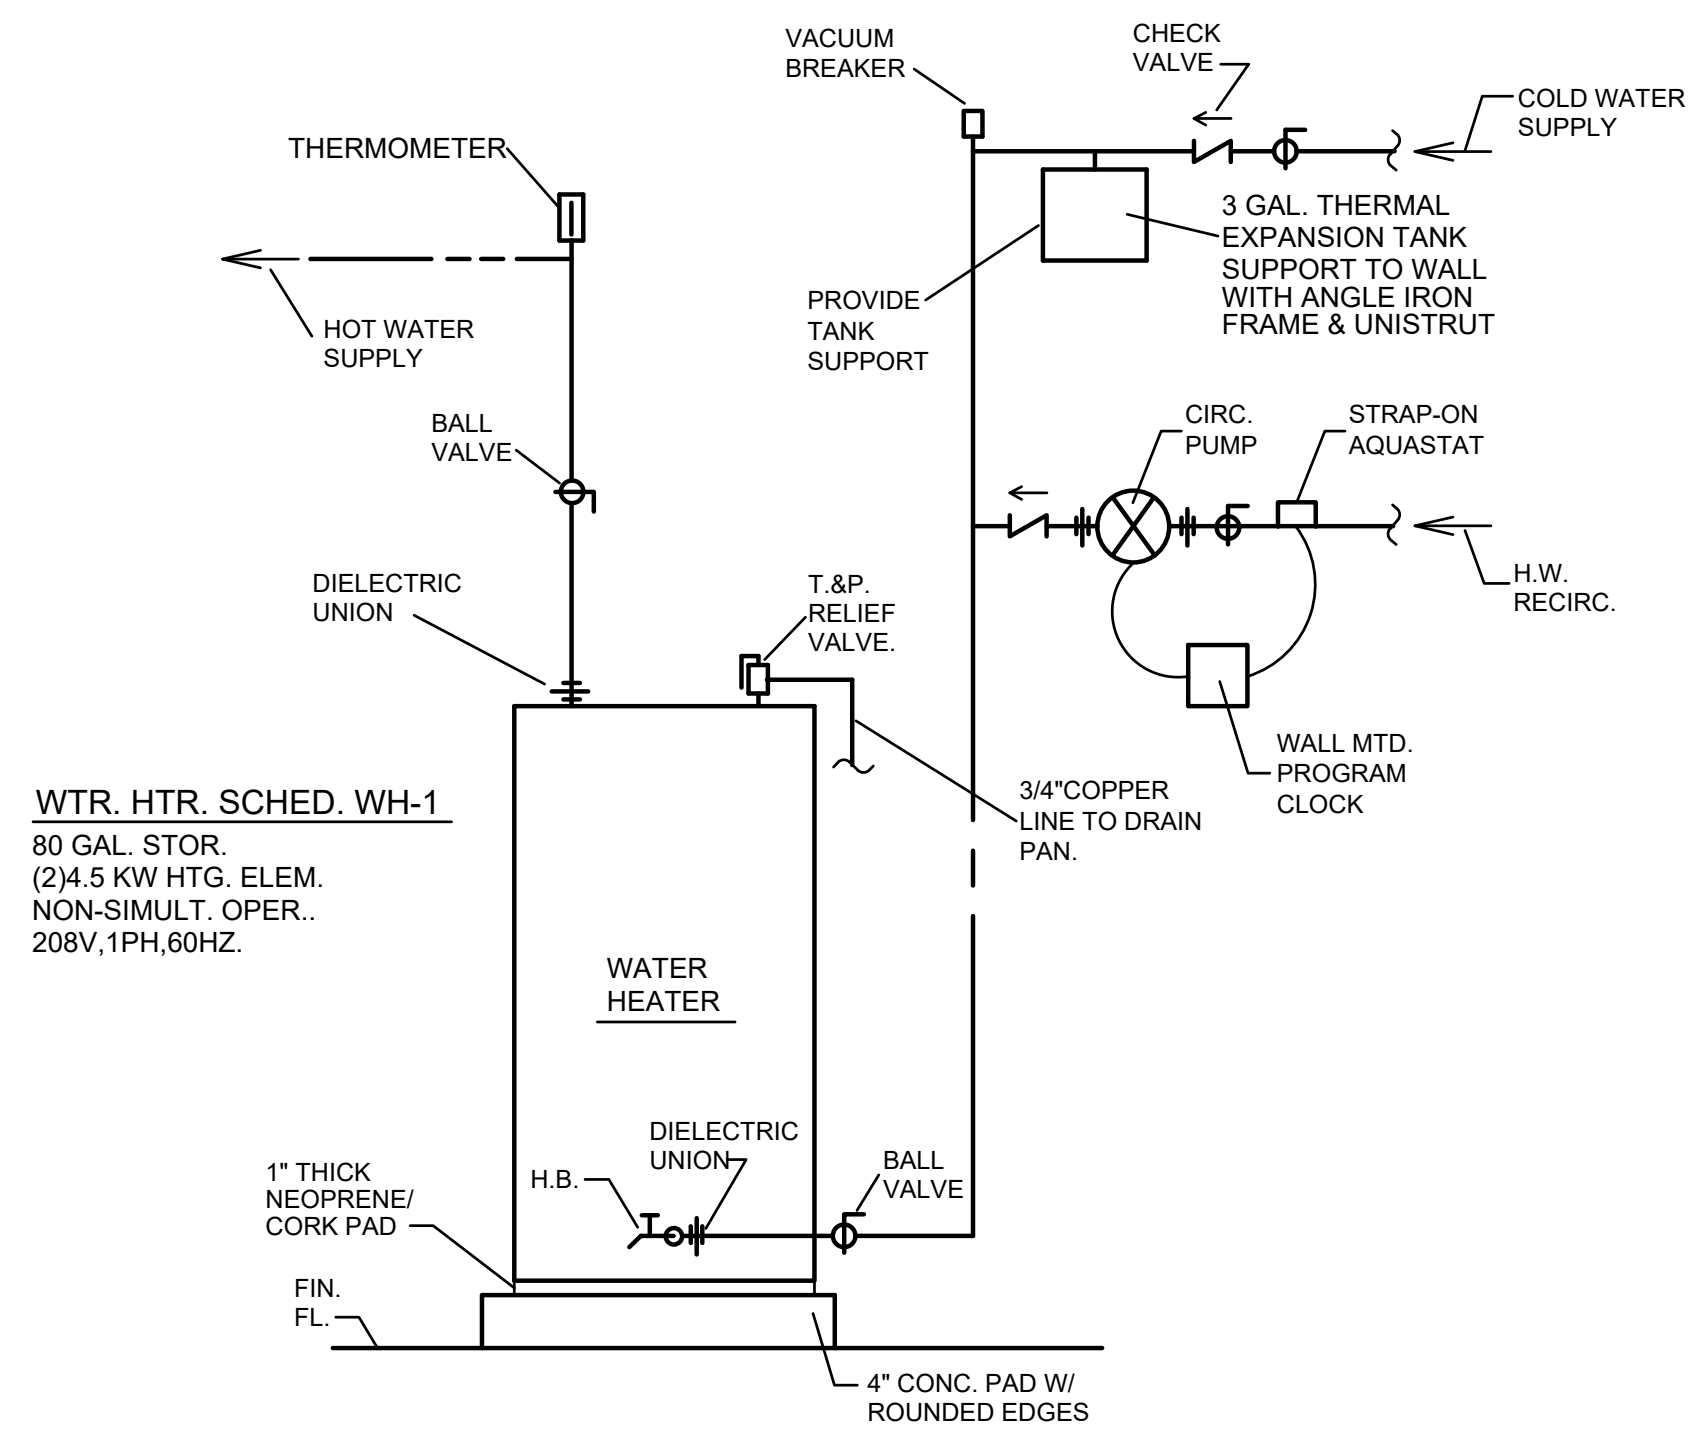 VACUUM
BREAKER
CHECK
VALVE
COLD WATER
SUPPLY
THERMOMETER
3 GAL. THERMAL
EXPANSION TANK
SUPPORT TO WALL
WITH ANGLE IRON
FRAME & UNISTRUT
PROVIDE
TANK
SUPPORT
HOT WATER
SUPPLY
BALL
VALVE
CIRC.
PUMP
STRAP-ON
AQUASTAT
DIELECTRIC
UNION
T.&P.
RELIEF
VALVE.
H.W.
RECIRC.
WALL MTD.
PROGRAM
CLOCK
3/4"COPPER
LINE TO DRAIN
PAN.
WTR. HTR. SCHED. WH-1
80 GAL. STOR.
(2)4.5 KW HTG. ELEM.
NON-SIMULT. OPER..
208V,1PH,60HZ.
WATER
HEATER
DIELECTRIC
UNION
H.B.
BALL
VALVE
1" THICK
NEOPRENE/
CORK PAD
FIN.
FL.
4" CONC. PAD W/
ROUNDED EDGES